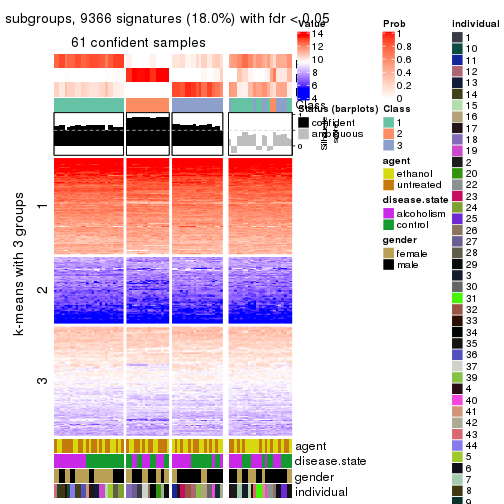 subgroups, 9366 signatures (18.0%) with fdr < 0.05
61 confident samples
k-means with 3 groups
1
2
3
Class
1
0
agent
disease.state
gender
individual
Value
14
12
10
8
6
4
Status (barplots)
confident
ambiguous
Prob
1
0.8
0.6
0.4
0.2
0
Class
1
2
3
agent
ethanol
untreated
disease.state
alcoholism
control
gender
female
male
individual
1
10
11
12
13
14
15
16
17
18
19
2
20
22
23
24
25
26
27
28
29
3
30
31
32
33
34
35
36
37
39
4
40
41
42
43
44
5
6
7
8